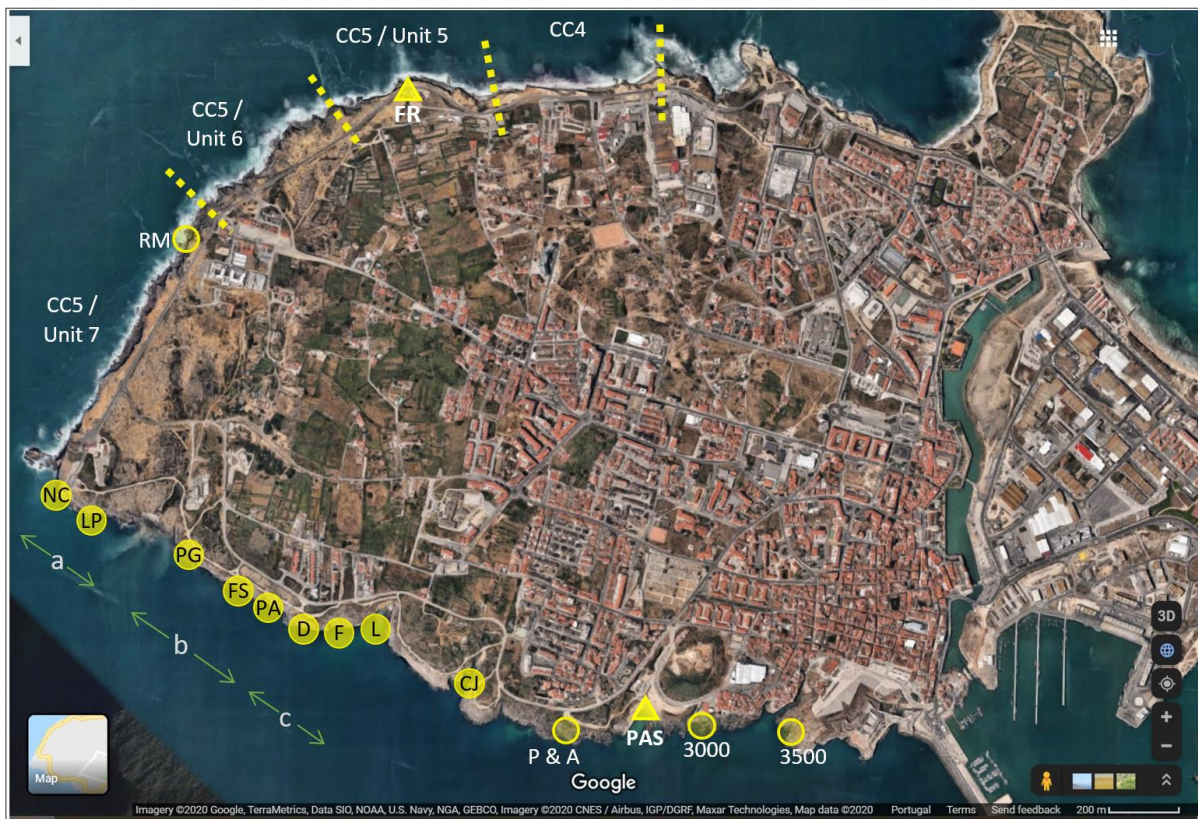 CC5 / Unit 5
CC4
CC5 /
Unit 6
FR
RM
CC5 /
Unit 7
NC
LP
a
PG
FS
PA
D
F
L
b
CJ
c
P & A
PAS
3000
3500
3D
Map
Google
Imagery ©2020 Google, TerraMetrics, Data SIO, NOAA, U.S. Navy, NGA, GEBCO, Imagery ©2020 CNES / Airbus, IGP/DGRF, Maxar Technologies, Map data ©2020 Portugal Terms Send feedback 200 m